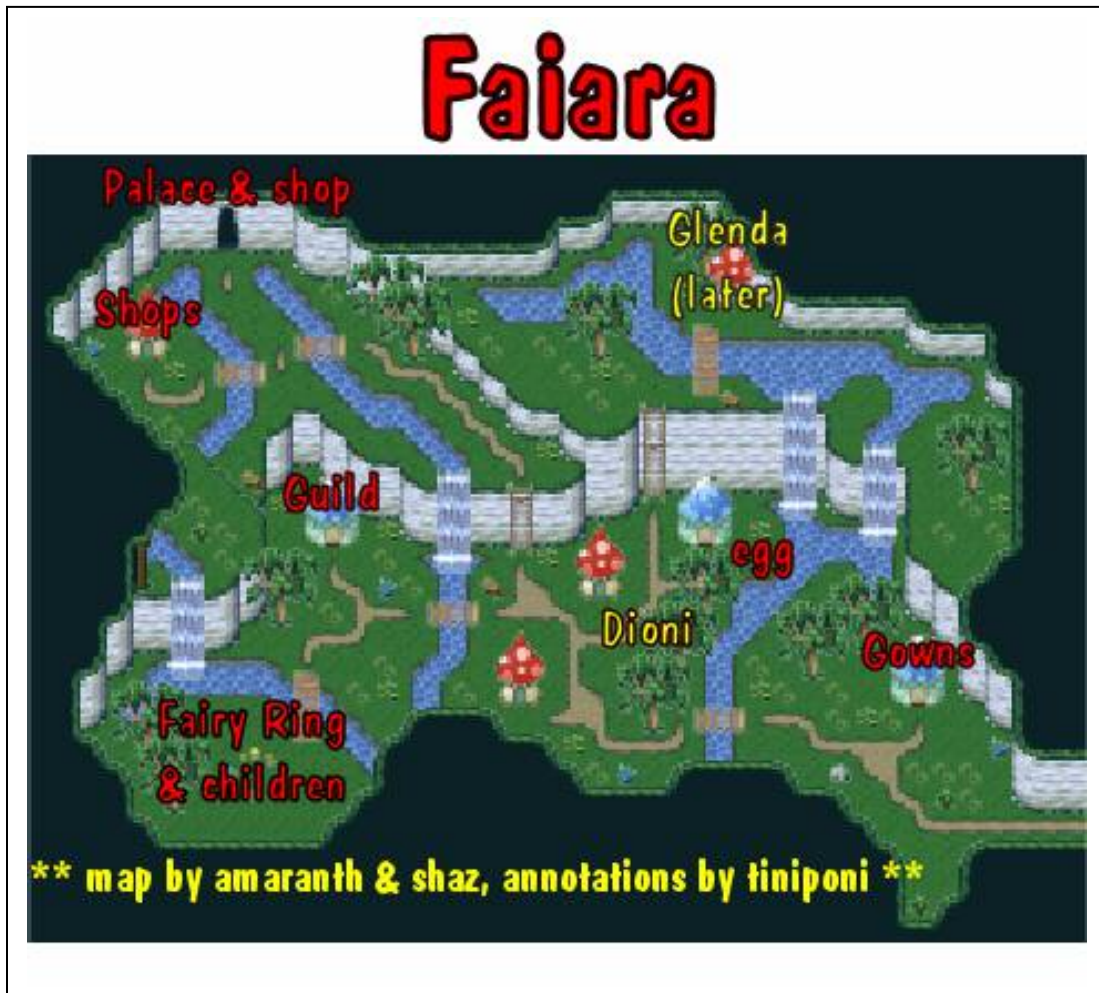 Faiara
Palace & shop
Glenda
(later)
Shops
Guild
egg
Dioni
Gowns
Fairy Ring
& children
** map by amaranth & shaz, annotations by tiniponi **